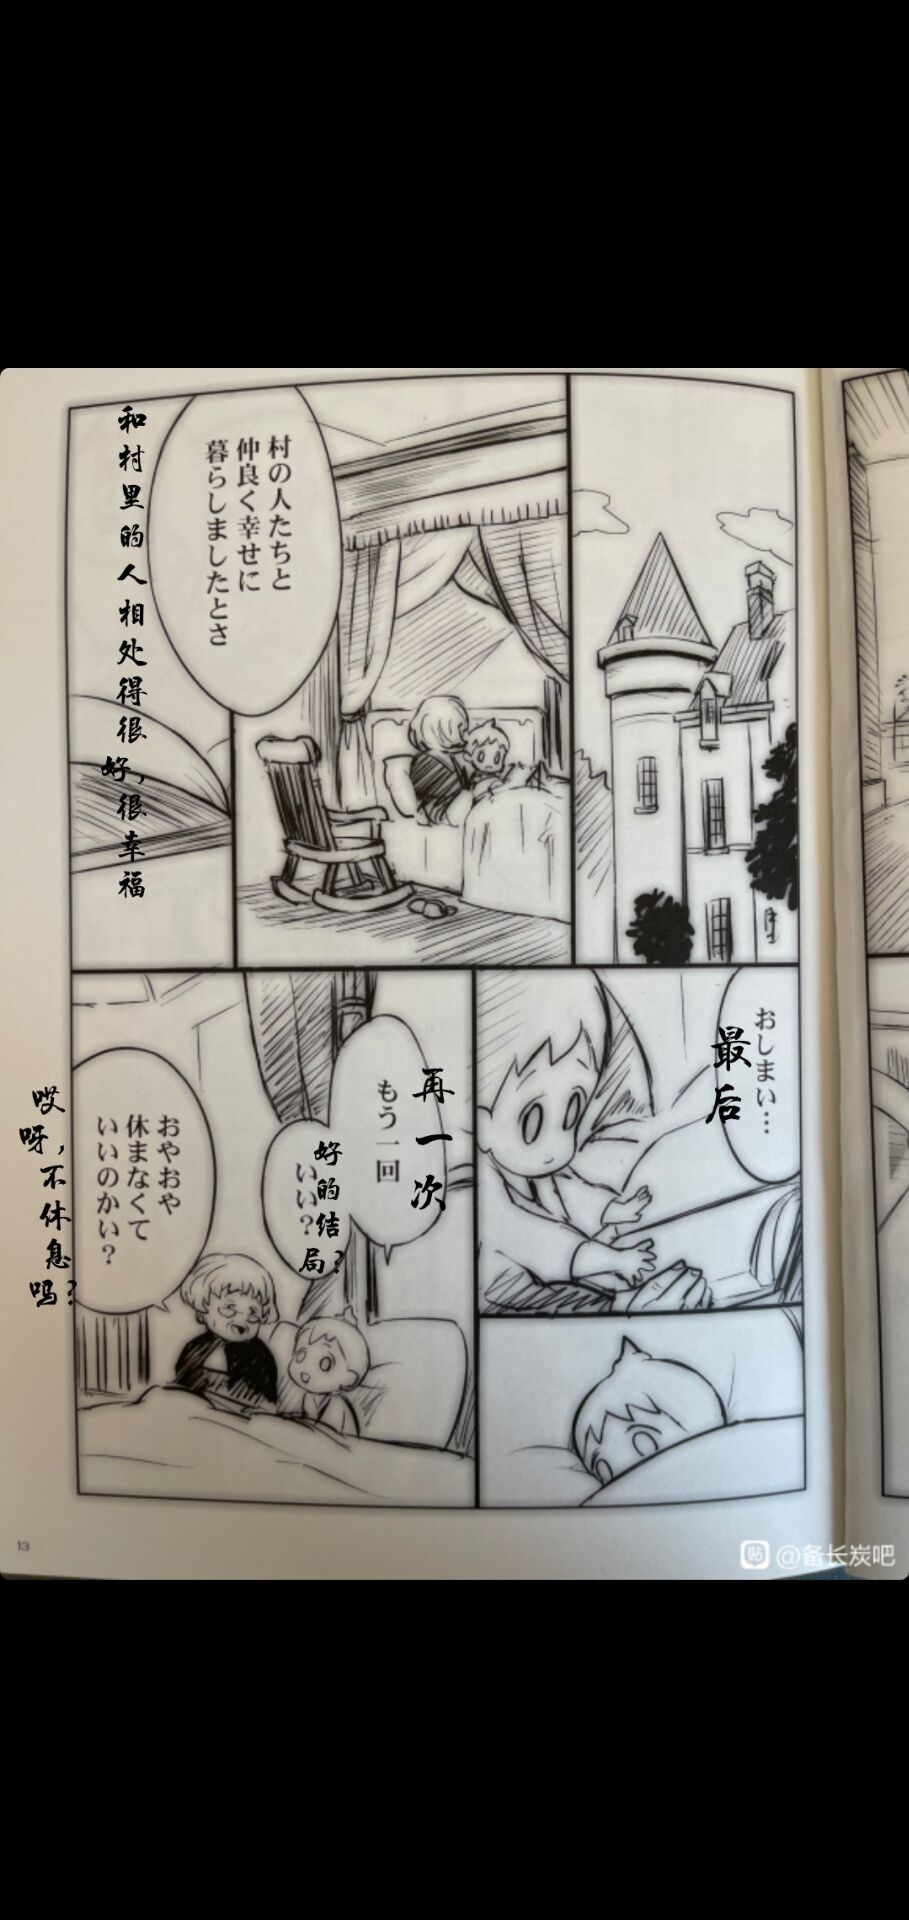 村の人たちと
仲良く幸せに
暮らしましたとさ
和村里的人相处得很好，很幸福
おしまい…
最后
もう一回
再一次
いい？
好的结局？
おやおや
休まなくて
いいのかい？
哎呀，不休息吗？
13
贴 @备长炭吧